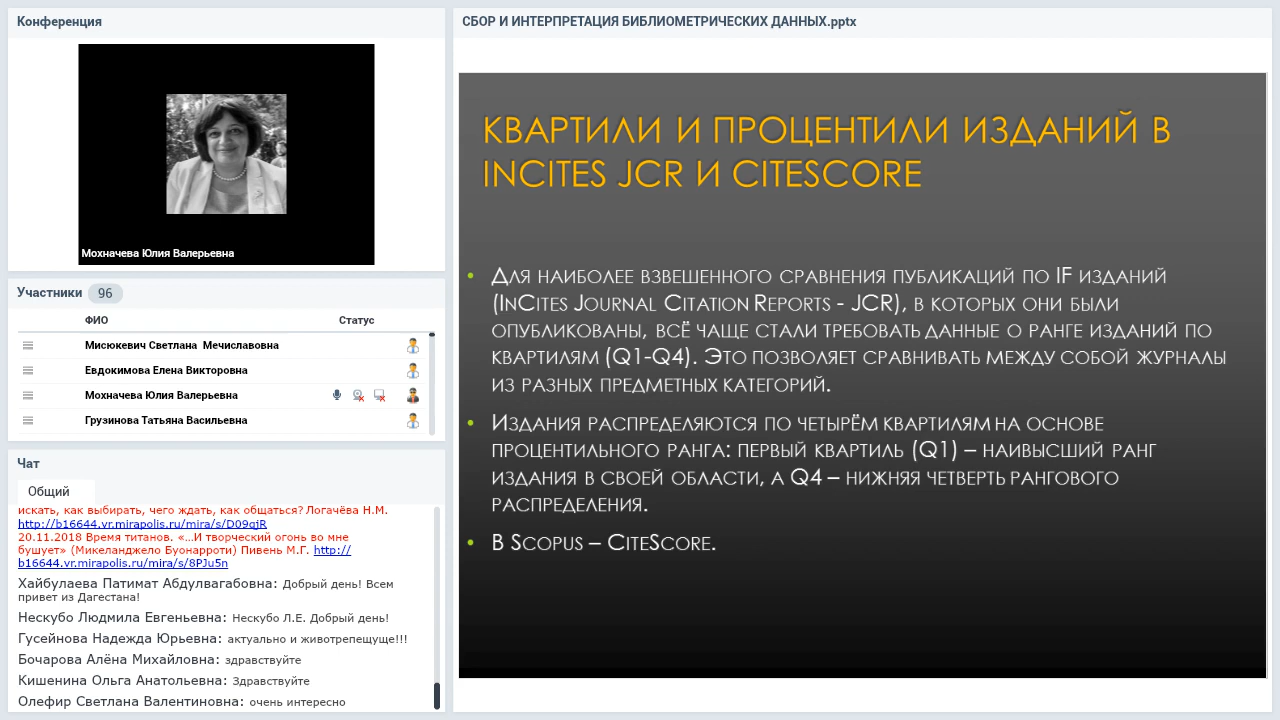 Конференция
Мохначева Юлия Валерьевна
Участники 96
ФИО Статус
Мисюкевич Светлана Мечиславовна
Евдокимова Елена Викторовна
Мохначева Юлия Валерьевна
Грузинова Татьяна Васильевна
Чат
Общий
искать, как выбирать, чего ждать, как общаться? Логачёва Н.М.
http://b16644.vr.mirapolis.ru/mira/s/D09qjR
20.11.2018 Время титанов. «…И творческий огонь во мне
бушует» (Микеланджело Буонарроти) Пивень М.Г. http://
b16644.vr.mirapolis.ru/mira/s/8PJu5n
Хайбулаева Патимат Абдулвагабовна: Добрый день! Всем
привет из Дагестана!
Нескубо Людмила Евгеньевна: Нескубо Л.Е. Добрый день!
Гусейнова Надежда Юрьевна: актуально и животрепещуще!!!
Бочарова Алёна Михайловна: здравствуйте
Кишенина Ольга Анатольевна: Здравствуйте
Олефир Светлана Валентиновна: очень интересно
СБОР И ИНТЕРПРЕТАЦИЯ БИБЛИОМЕТРИЧЕСКИХ ДАННЫХ.pptx
КВАРТИЛИ И ПРОЦЕНТИЛИ ИЗДАНИЙ В
INCITES JCR И CITESCORE
• Для наиболее взвешенного сравнения публикаций по IF изданий
(InCites Journal Citation Reports - JCR), в которых они были
опубликованы, всё чаще стали требовать данные о ранге изданий по
квартилям (Q1-Q4). Это позволяет сравнивать между собой журналы
из разных предметных категорий.
• Издания распределяются по четырём квартилям на основе
процентильного ранга: первый квартиль (Q1) – наивысший ранг
издания в своей области, а Q4 – нижняя четверть рангового
распределения.
• В Scopus – CiteScore.